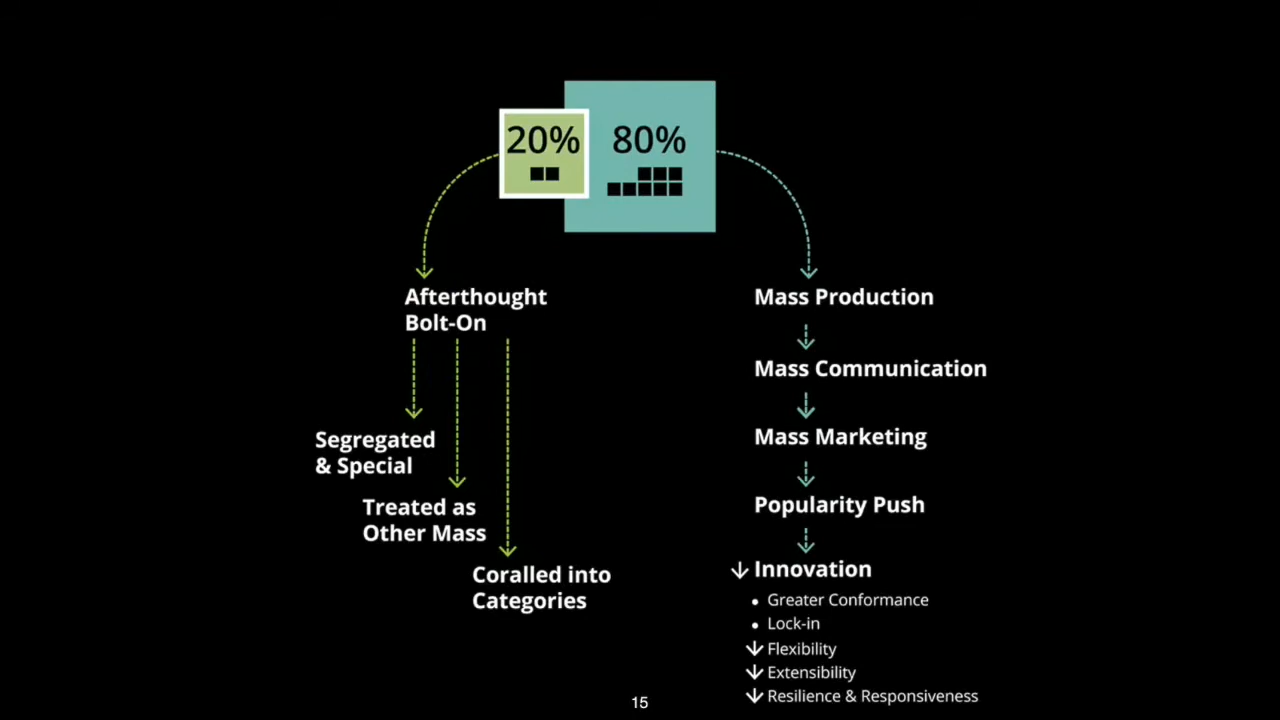 20%
80%
Afterthought
Bolt-On
Segregated
& Special
Treated as
Other Mass
Coralled into
Categories
Mass Production
Mass Communication
Mass Marketing
Popularity Push
↓ Innovation
• Greater Conformance
• Lock-in
↓ Flexibility
↓ Extensibility
↓ Resilience & Responsiveness
15